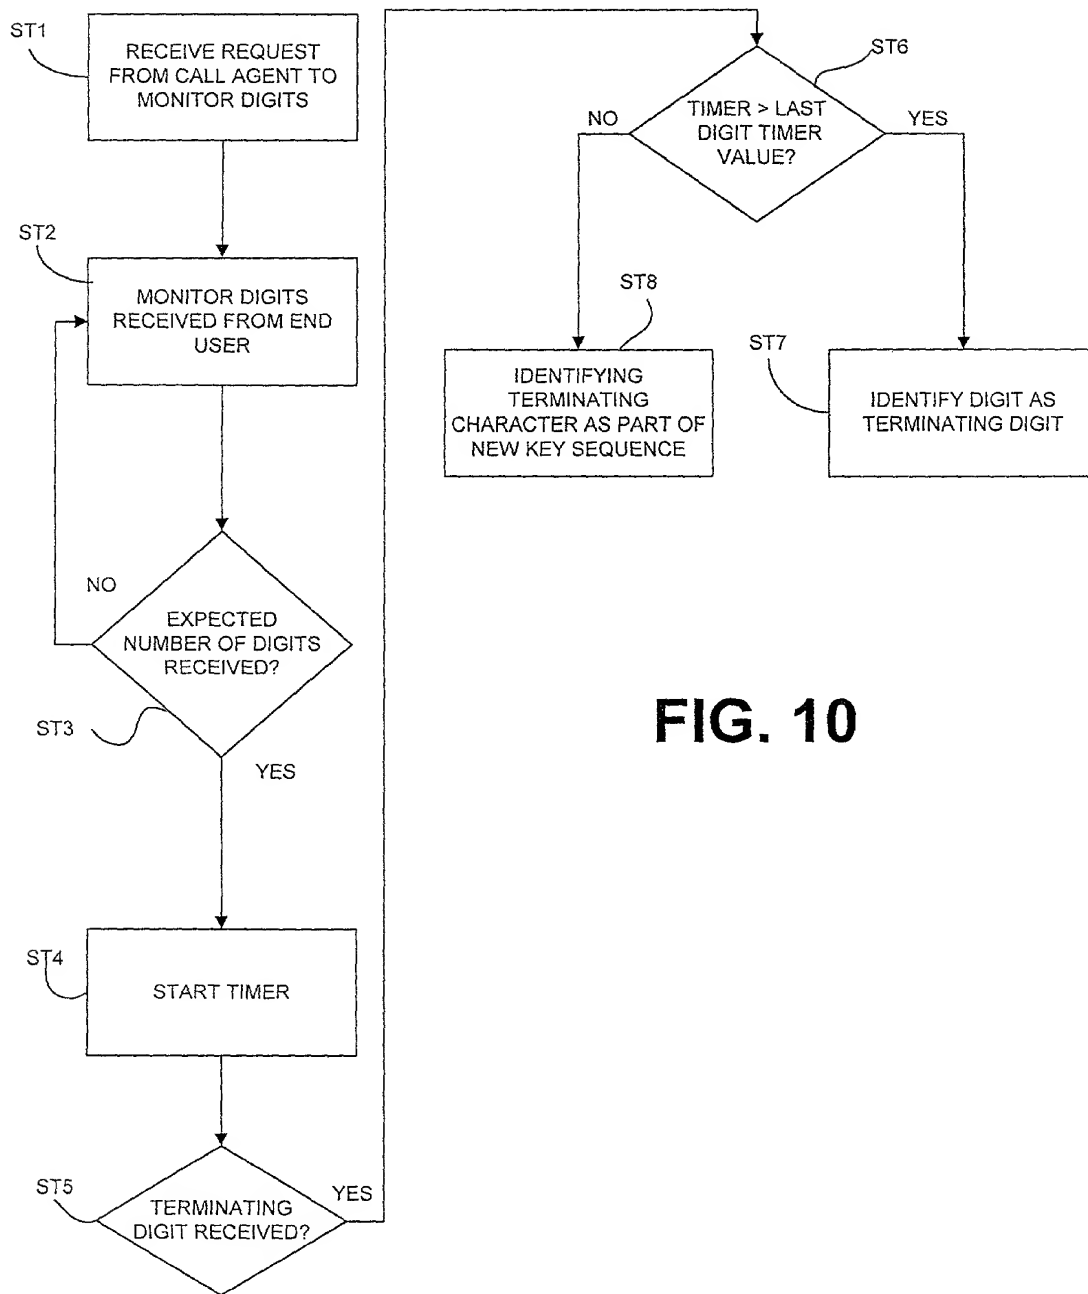 ST1
RECEIVE REQUEST
FROM CALL AGENT TO
MONITOR DIGITS
ST2
MONITOR DIGITS
RECEIVED FROM END
USER
NO
EXPECTED
NUMBER OF DIGITS
RECEIVED?
ST3
YES
ST4
START TIMER
ST5
TERMINATING
DIGIT RECEIVED?
YES
ST6
TIMER > LAST
DIGIT TIMER
VALUE?
NO
YES
ST8
IDENTIFYING
TERMINATING
CHARACTER AS PART OF
NEW KEY SEQUENCE
ST7
IDENTIFY DIGIT AS
TERMINATING DIGIT
FIG. 10